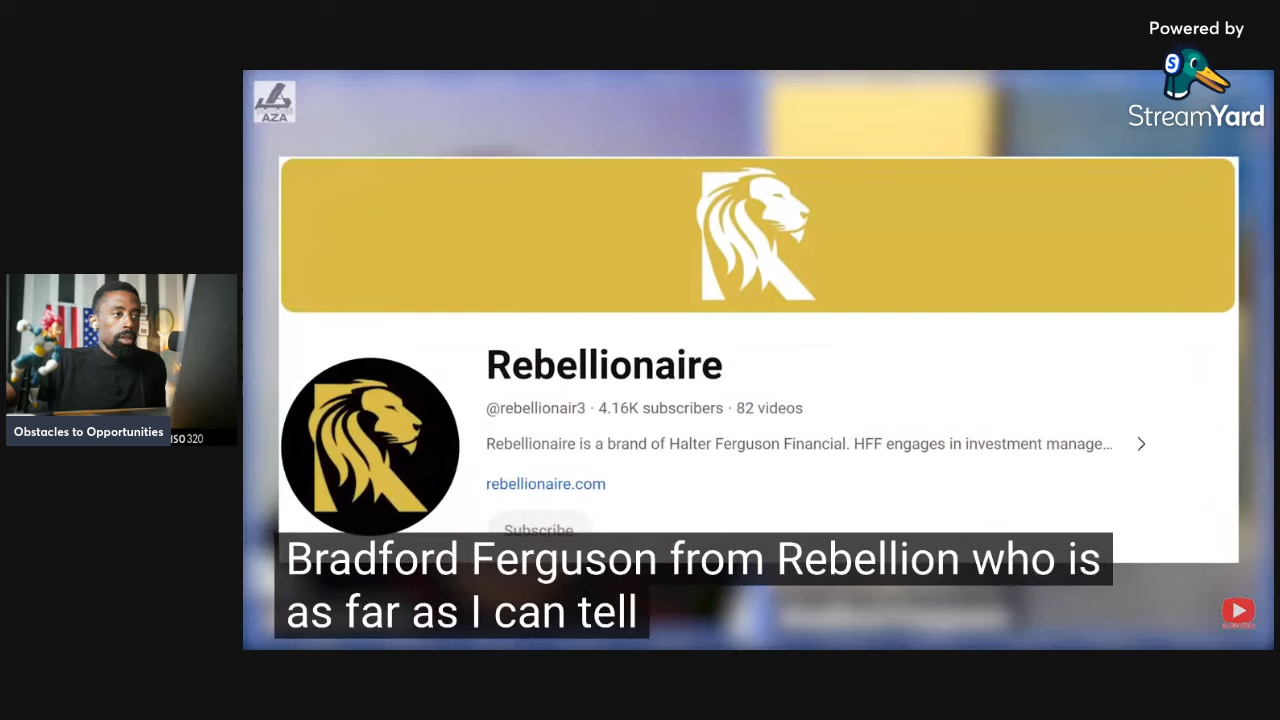 Powered by
StreamYard
AZA
Rebellionaire
@rebellionair3 · 4.16K subscribers · 82 videos
Rebellionaire is a brand of Halter Ferguson Financial. HFF engages in investment manage...
rebellionaire.com
Subscribe
Bradford Ferguson from Rebellion who is
as far as I can tell
Obstacles to Opportunities
ISO 320